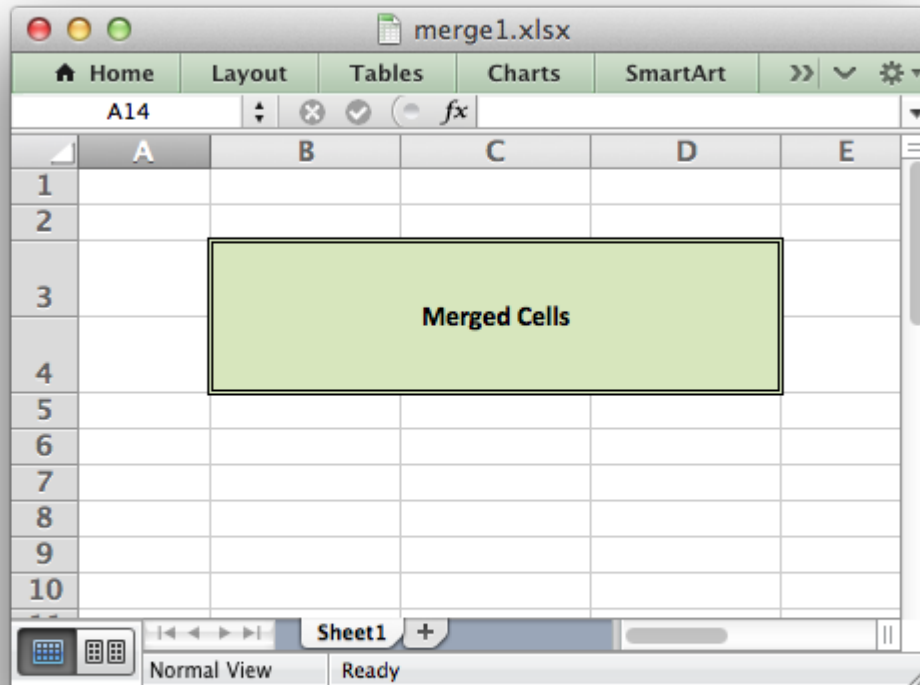 merge1.xlsx
Home Layout Tables Charts SmartArt
A14 fx
A B C D E
1
2
3
Merged Cells
4
5
6
7
8
9
10
Sheet1 +
Normal View Ready